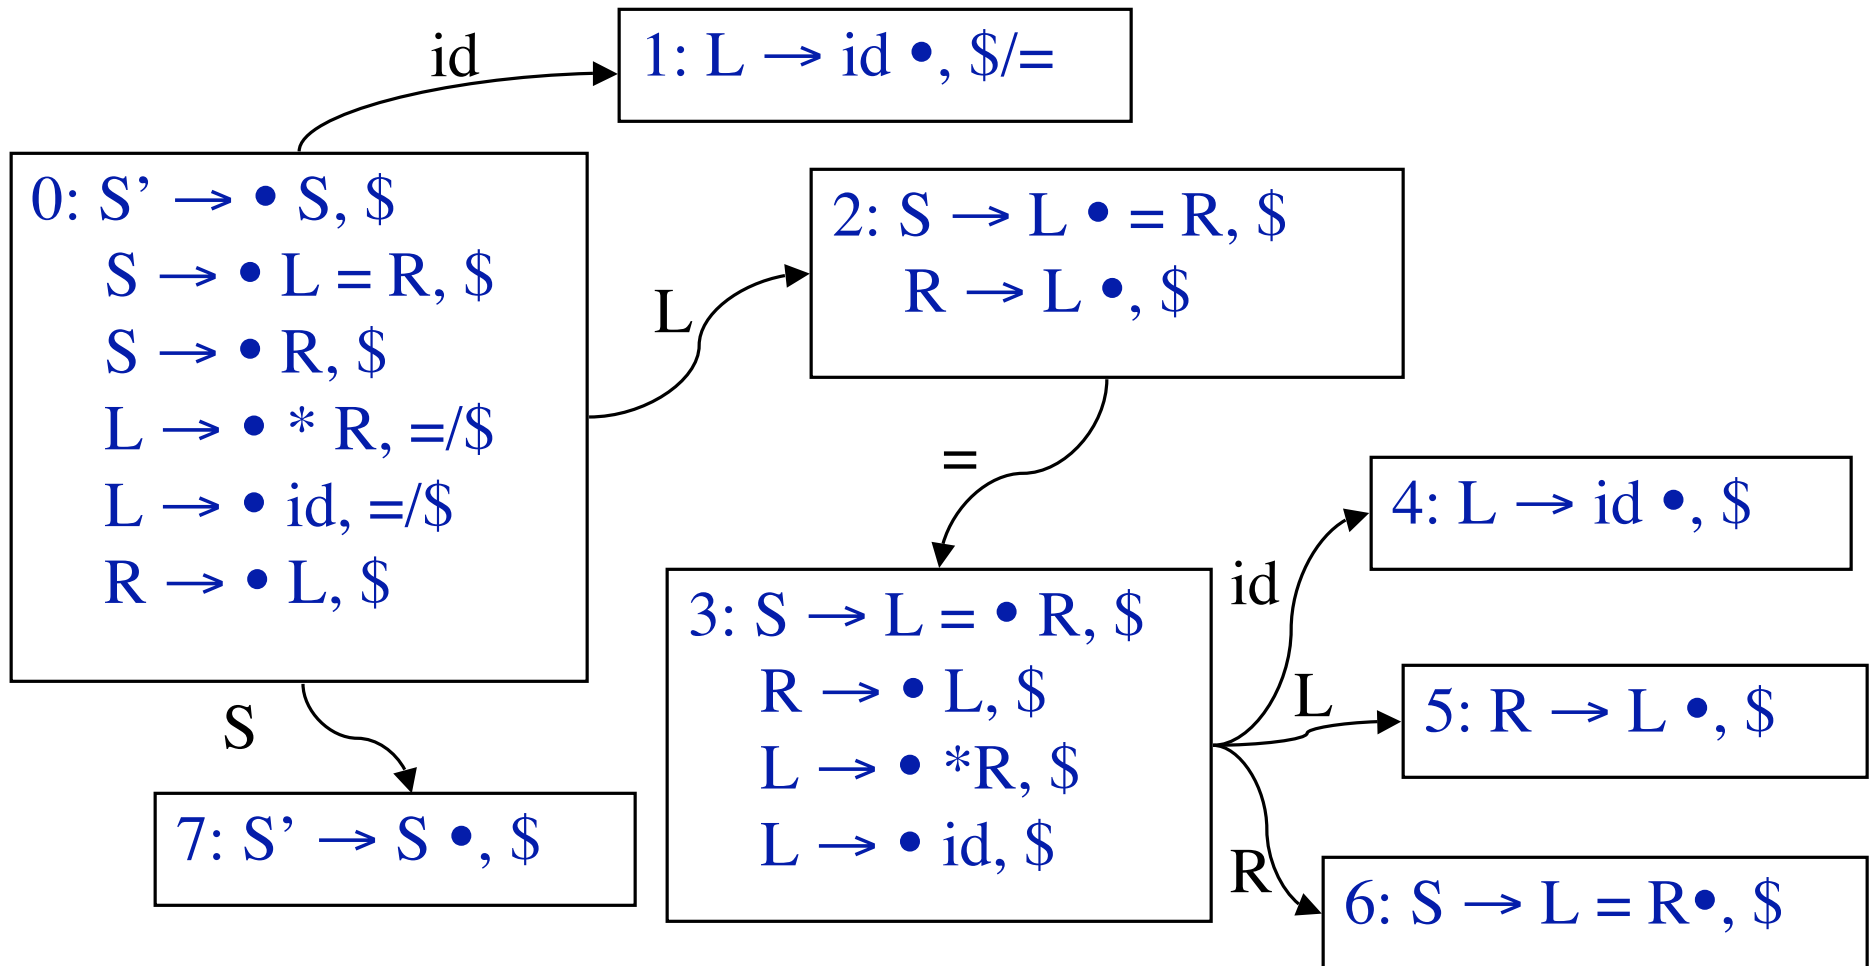 id
1: L → id •, $/=
0: S’ → • S, $
S → • L = R, $
S → • R, $
L → • * R, =/$
L → • id, =/$
R → • L, $
L
2: S → L • = R, $
R → L •, $
=
S
7: S’ → S •, $
3: S → L = • R, $
R → • L, $
L → • *R, $
L → • id, $
id
4: L → id •, $
L
5: R → L •, $
R
6: S → L = R•, $